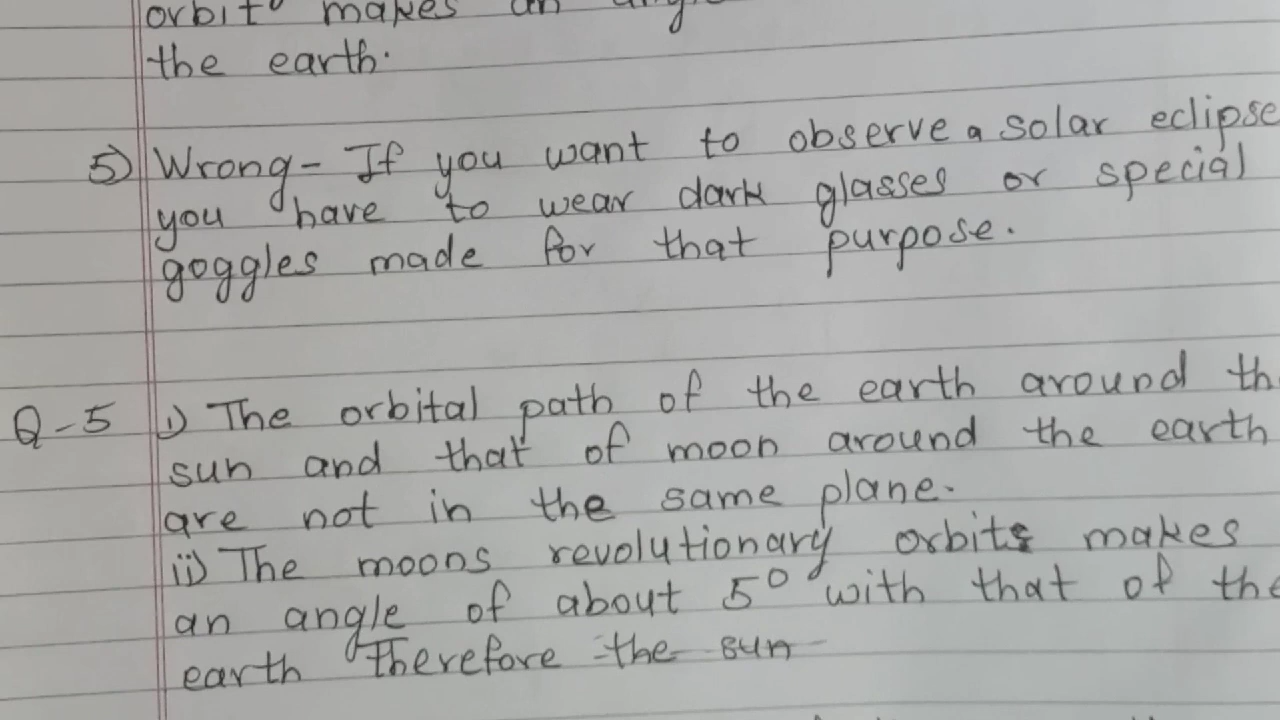 orbit makes an
the earth.
5) Wrong - If you want to observe a solar eclipse
you have to wear dark glasses or special
goggles made for that purpose.
Q-5 i) The orbital path of the earth around
sun and that of moon around the earth
are not in the same plane.
ii) The moons revolutionary orbits makes
an angle of about 5° with that of the
earth Therefore the sun